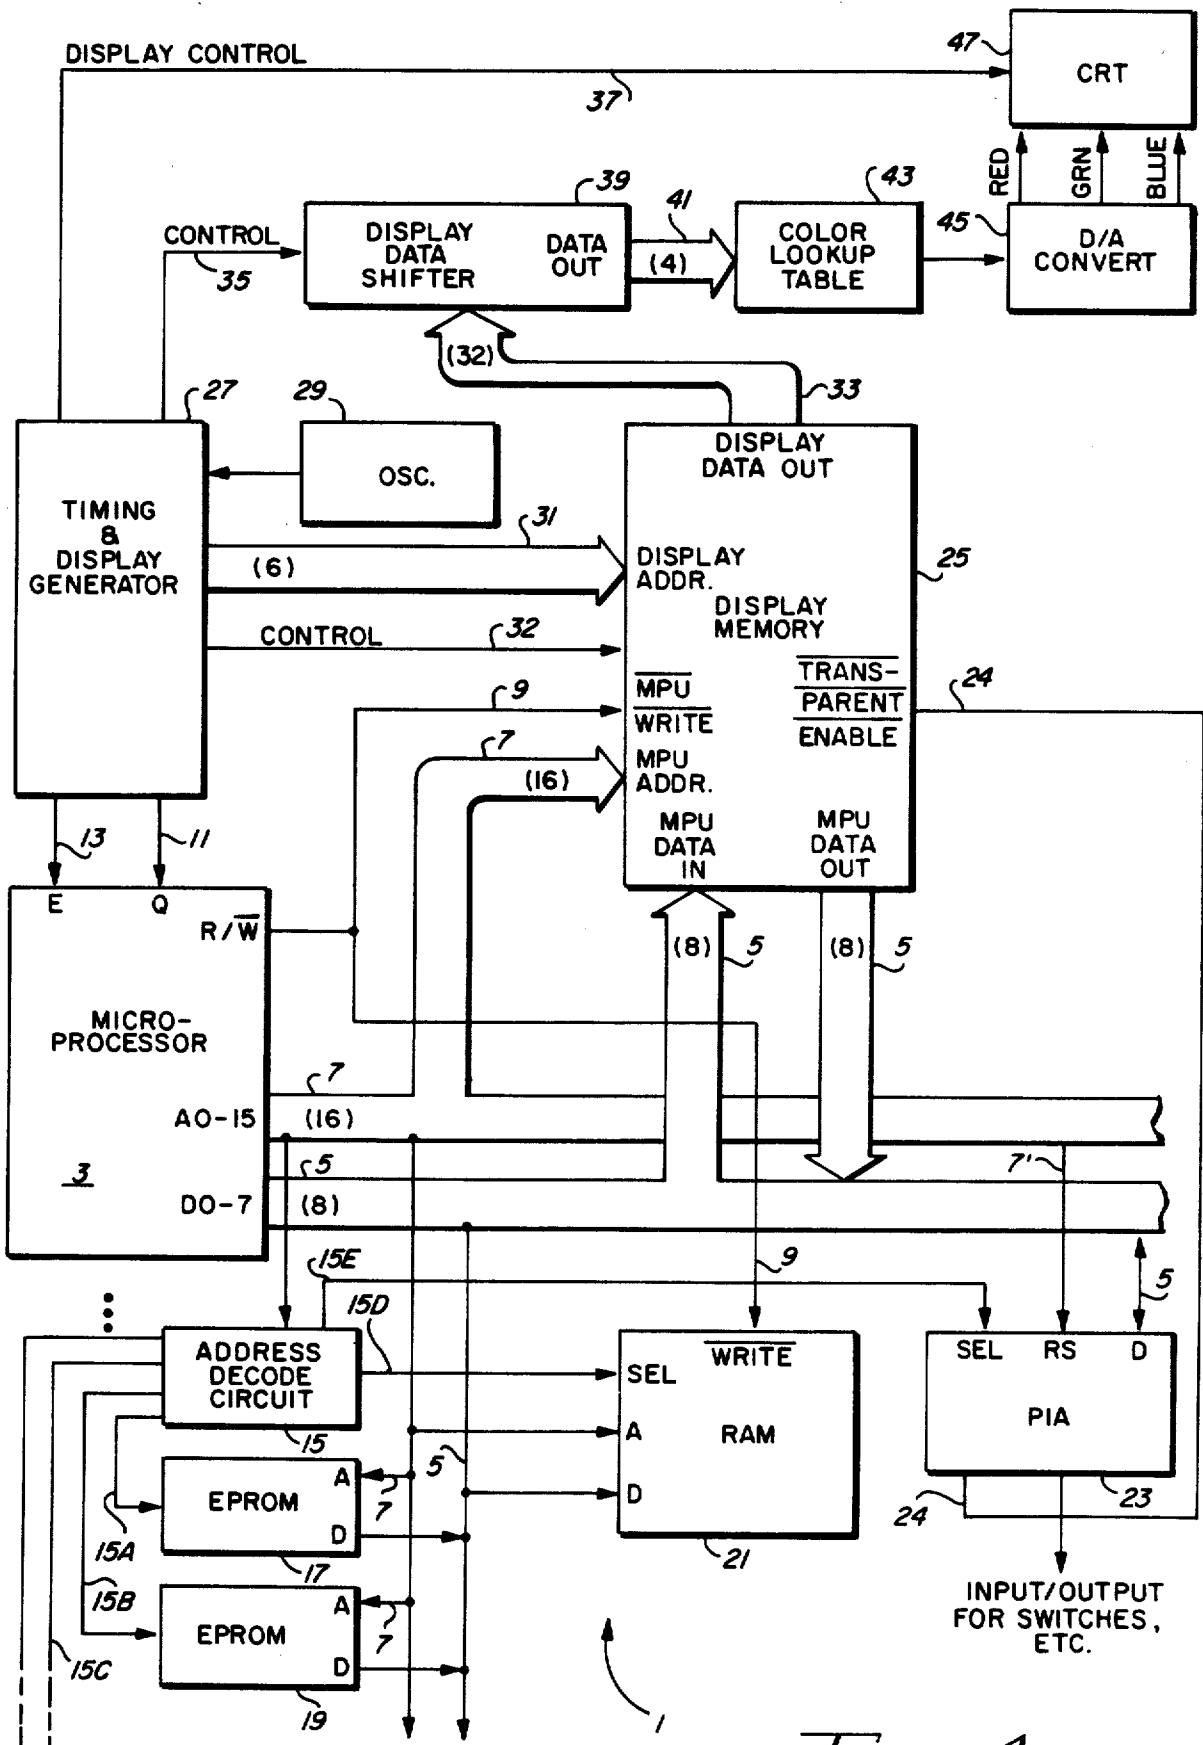 DISPLAY CONTROL
37
47
CRT
RED
GRN
BLUE
CONTROL
35
39
DISPLAY
DATA
SHIFTER
DATA
OUT
41
(4)
43
COLOR
LOOKUP
TABLE
45
D/A
CONVERT
(32)
33
27
TIMING
&
DISPLAY
GENERATOR
29
OSC.
31
(6)
CONTROL
32
DISPLAY
DATA OUT
DISPLAY
ADDR.
DISPLAY
MEMORY
25
MPU
WRITE
TRANS-
PARENT
ENABLE
24
MPU
ADDR.
MPU
DATA
IN
MPU
DATA
OUT
9
7
(16)
13
11
E
Q
R/W
MICRO-
PROCESSOR
3
A0-15
7
(16)
D0-7
5
(8)
(8)
5
(8)
5
7'
9
5
15E
15D
ADDRESS
DECODE
CIRCUIT
15
WRITE
SEL
A
D
RAM
21
SEL
RS
D
PIA
23
24
INPUT/OUTPUT
FOR SWITCHES,
ETC.
5
A
EPROM
D
7
17
15A
A
EPROM
D
7
19
15B
15C
1